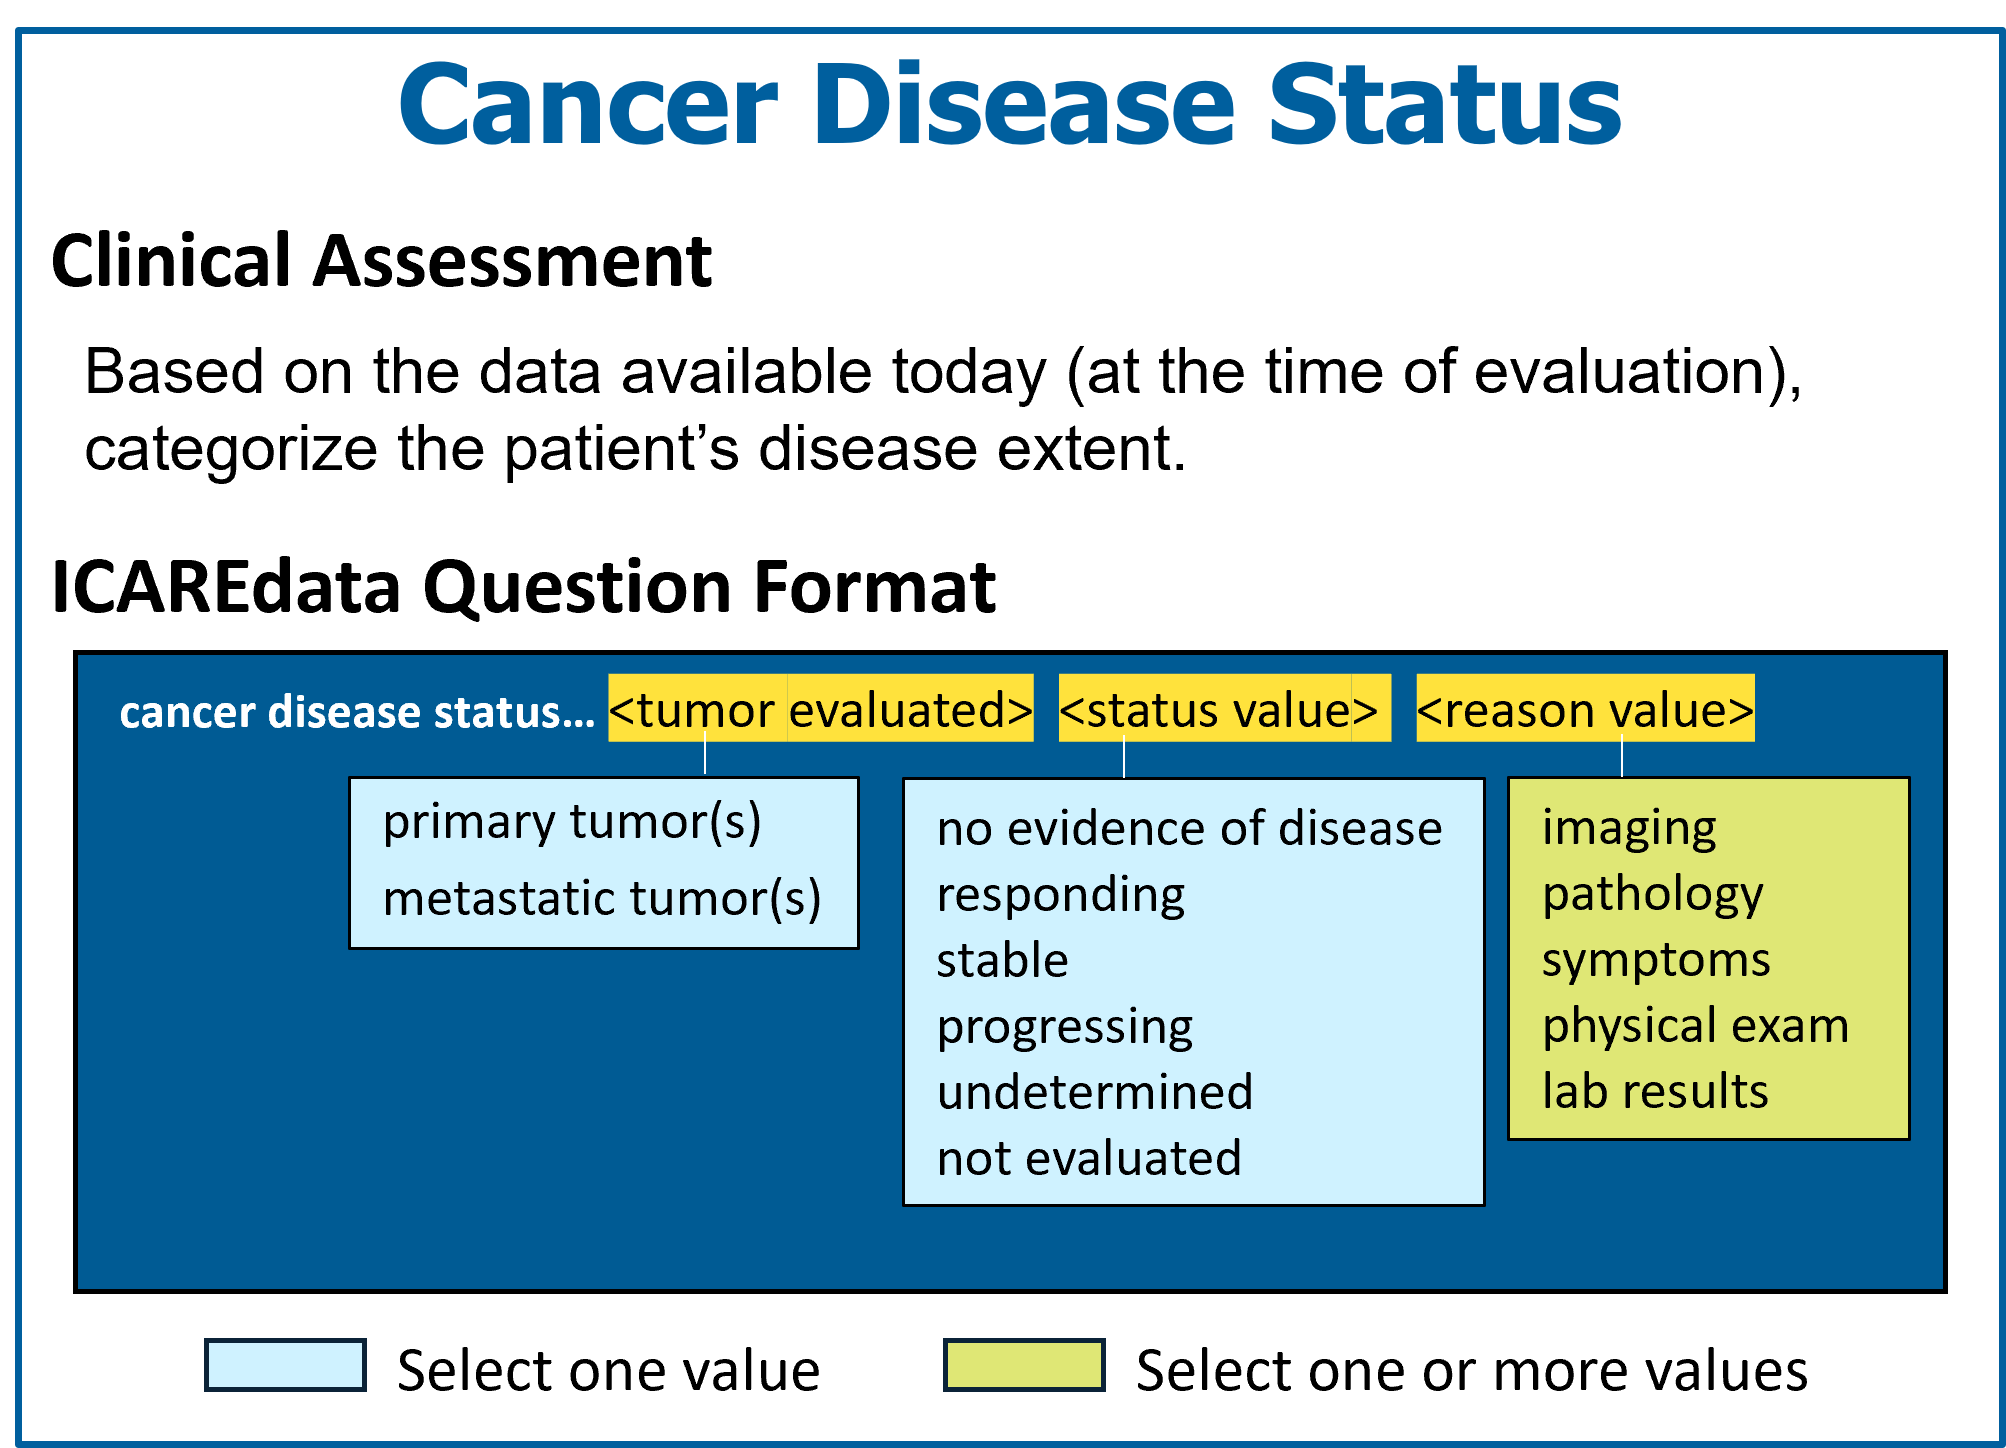 Cancer Disease Status
Clinical Assessment
Based on the data available today (at the time of evaluation),
categorize the patient’s disease extent.
ICAREdata Question Format
cancer disease status... <tumor evaluated> <status value> <reason value>
primary tumor(s)
metastatic tumor(s)
no evidence of disease
responding
stable
progressing
undetermined
not evaluated
imaging
pathology
symptoms
physical exam
lab results
Select one value
Select one or more values